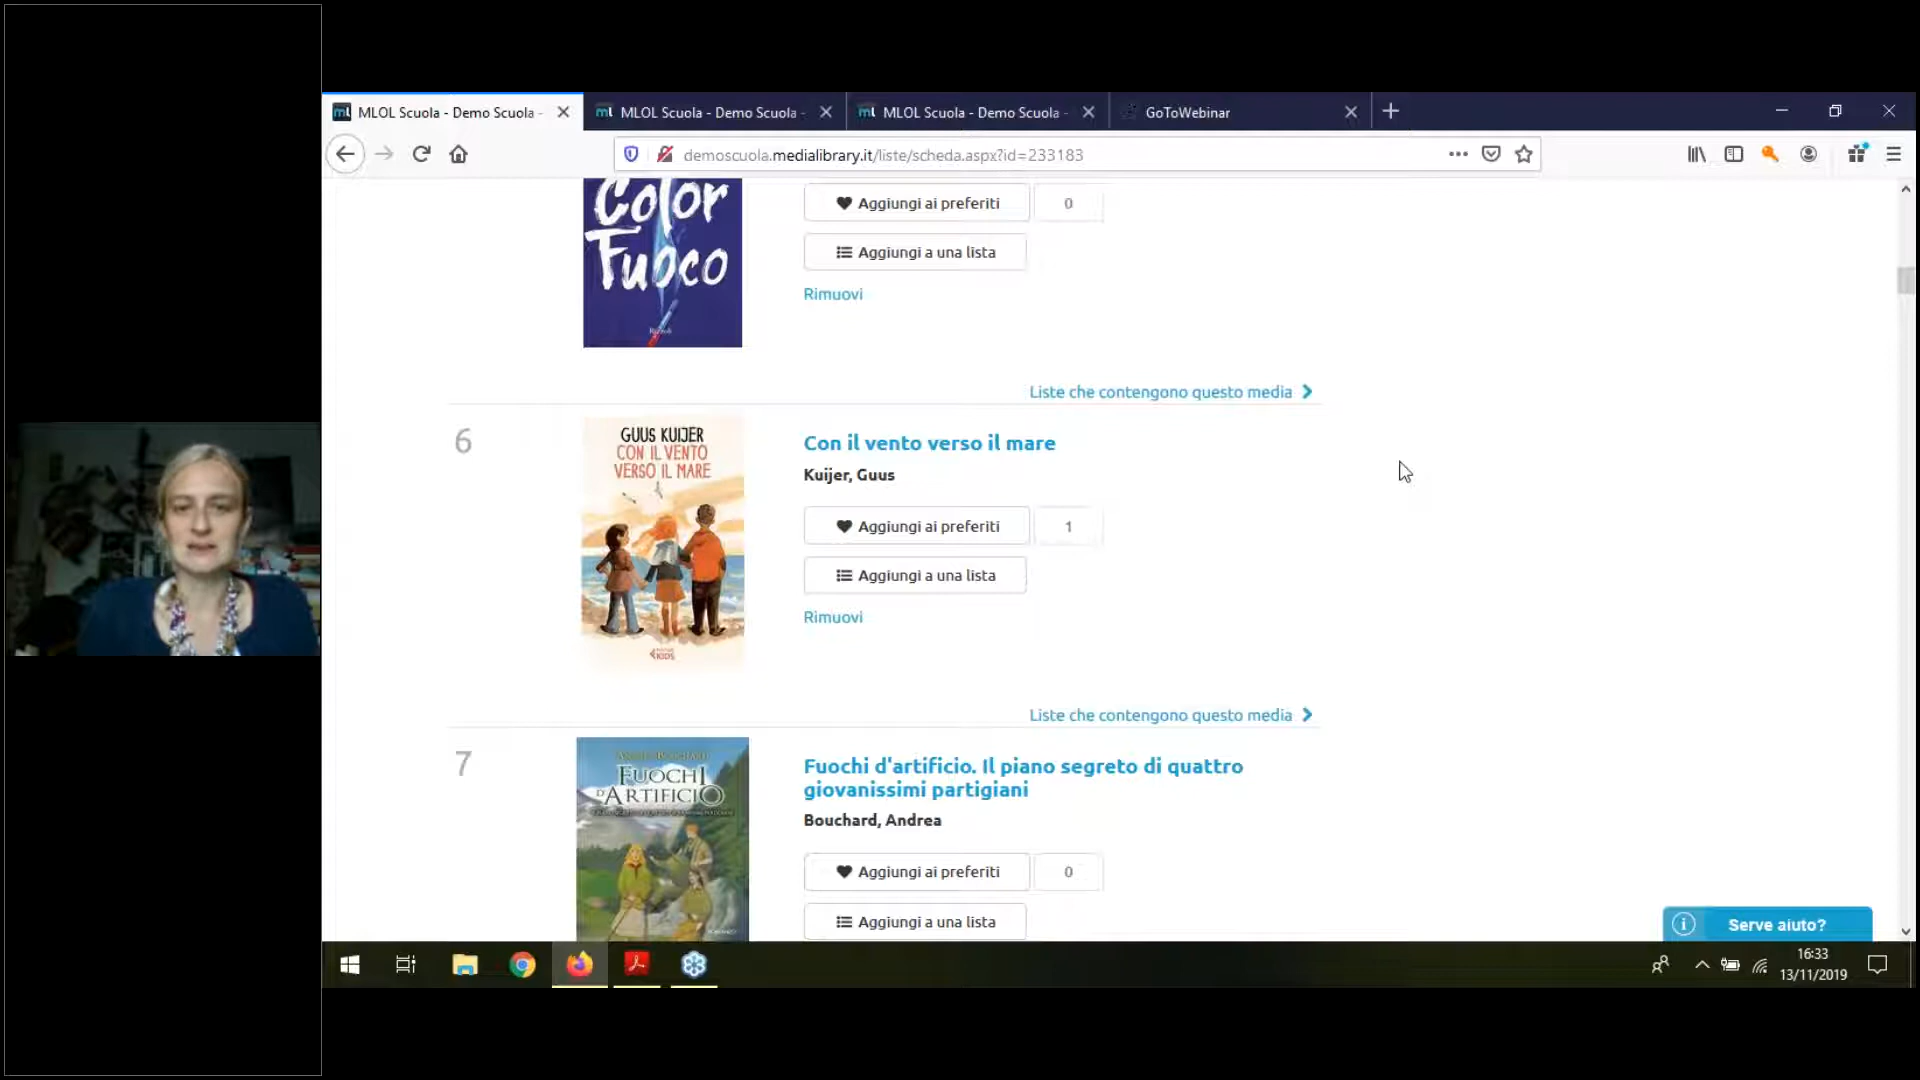 MLOL Scuola - Demo Scuola -
MLOL Scuola - Demo Scuola -
MLOL Scuola - Demo Scuola -
GoToWebinar
demoscuola.medialibrary.it/liste/scheda.aspx?id=233183
Color
Fuoco
Aggiungi ai preferiti
0
Aggiungi a una lista
Rimuovi
Liste che contengono questo media
6
GUUS KUIJER
CON IL VENTO
VERSO IL MARE
KIDS
Con il vento verso il mare
Kuijer, Guus
Aggiungi ai preferiti
1
Aggiungi a una lista
Rimuovi
Liste che contengono questo media
7
FUOCHI
D'ARTIFICIO
Fuochi d'artificio. Il piano segreto di quattro
giovanissimi partigiani
Bouchard, Andrea
Aggiungi ai preferiti
0
Aggiungi a una lista
Serve aiuto?
16:33
13/11/2019